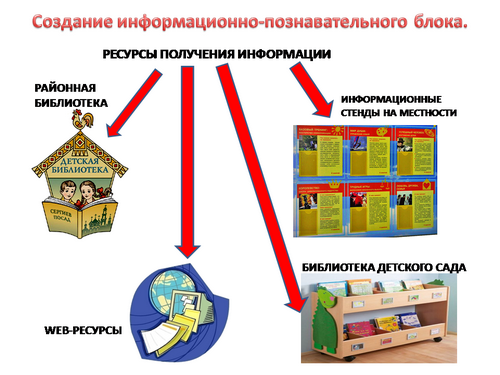 Создание информационно-познавательного блока.
РЕСУРСЫ ПОЛУЧЕНИЯ ИНФОРМАЦИИ
РАЙОННАЯ
БИБЛИОТЕКА
ИНФОРМАЦИОННЫЕ
СТЕНДЫ НА МЕСТНОСТИ
ДЕТСКАЯ
БИБЛИОТЕКА
СЕРГИЕВ
ПОСАД
БИБЛИОТЕКА ДЕТСКОГО САДА
WEB-РЕСУРСЫ